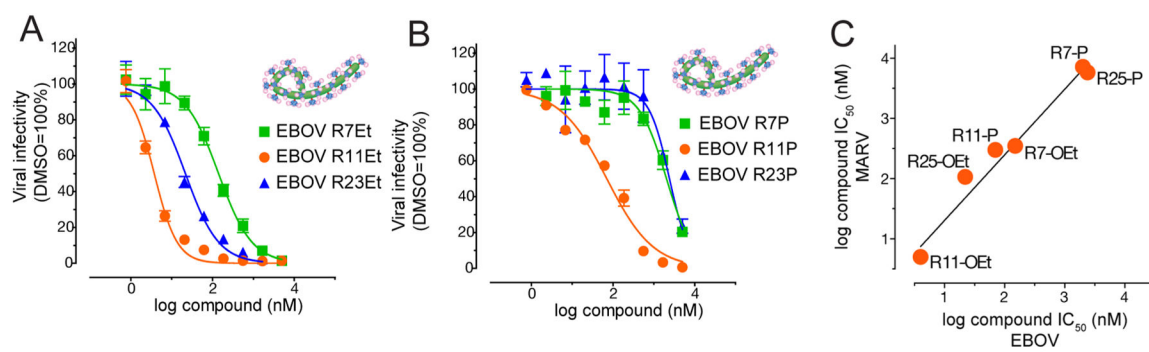 A
120
100
80
60
40
20
0
Viral infectivity
(DMSO=100%)
EBOV R7Et
EBOV R11Et
EBOV R23Et
0
2
4
log compound (nM)
B
120
100
80
60
40
20
0
Viral infectivity
(DMSO=100%)
EBOV R7P
EBOV R11P
EBOV R23P
0
2
4
log compound (nM)
C
4
3
2
1
log compound IC50 (nM)
MARV
R7-P
R25-P
R11-P
R7-OEt
R25-OEt
R11-OEt
1
2
3
4
log compound IC50 (nM)
EBOV